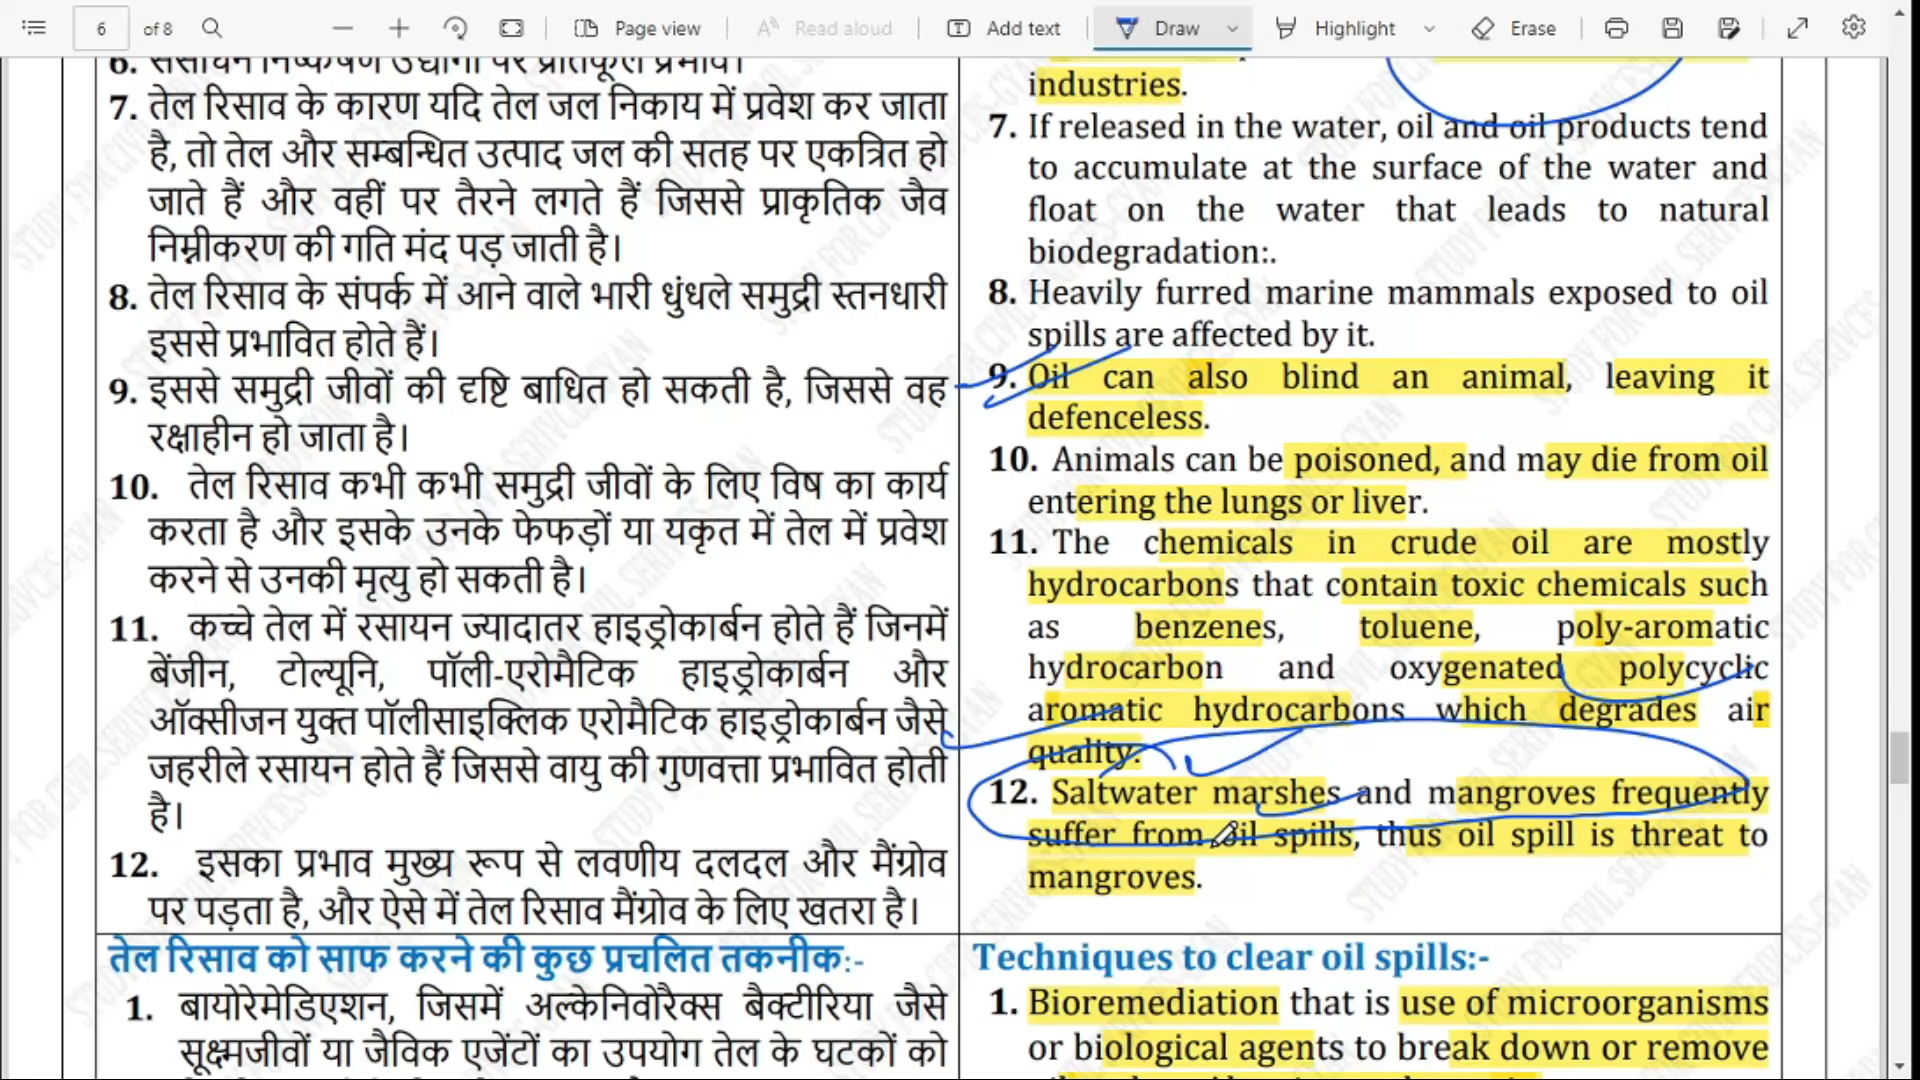 6
of 8
Page view
Read aloud
Add text
Draw
Highlight
Erase
6. संसाधन निष्कर्षण उद्योगों पर प्रतिकूल प्रभाव।
7. तेल रिसाव के कारण यदि तेल जल निकाय में प्रवेश कर जाता
है, तो तेल और सम्बन्धित उत्पाद जल की सतह पर एकत्रित हो
जाते हैं और वहीं पर तैरने लगते हैं जिससे प्राकृतिक जैव
निम्नीकरण की गति मंद पड़ जाती है।
8. तेल रिसाव के संपर्क में आने वाले भारी धुंधले समुद्री स्तनधारी
इससे प्रभावित होते हैं।
9. इससे समुद्री जीवों की दृष्टि बाधित हो सकती है, जिससे वह
रक्षाहीन हो जाता है।
10. तेल रिसाव कभी कभी समुद्री जीवों के लिए विष का कार्य
करता है और इसके उनके फेफड़ों या यकृत में तेल में प्रवेश
करने से उनकी मृत्यु हो सकती है।
11. कच्चे तेल में रसायन ज्यादातर हाइड्रोकार्बन होते हैं जिनमें
बेंजीन, टोल्यूनि, पॉली-एरोमैटिक हाइड्रोकार्बन और
ऑक्सीजन युक्त पॉलीसाइक्लिक एरोमैटिक हाइड्रोकार्बन जैसे
जहरीले रसायन होते हैं जिससे वायु की गुणवत्ता प्रभावित होती
है।
12. इसका प्रभाव मुख्य रूप से लवणीय दलदल और मैंग्रोव
पर पड़ता है, और ऐसे में तेल रिसाव मैंग्रोव के लिए खतरा है।
तेल रिसाव को साफ करने की कुछ प्रचलित तकनीक:-
1. बायोरेमेडिएशन, जिसमें अल्केनिवोरैक्स बैक्टीरिया जैसे
सूक्ष्मजीवों या जैविक एजेंटों का उपयोग तेल के घटकों को
industries.
7. If released in the water, oil and oil products tend
to accumulate at the surface of the water and
float on the water that leads to natural
biodegradation:.
8. Heavily furred marine mammals exposed to oil
spills are affected by it.
9. Oil can also blind an animal, leaving it
defenceless.
10. Animals can be poisoned, and may die from oil
entering the lungs or liver.
11. The chemicals in crude oil are mostly
hydrocarbons that contain toxic chemicals such
as benzenes, toluene, poly-aromatic
hydrocarbon and oxygenated polycyclic
aromatic hydrocarbons which degrades air
quality.
12. Saltwater marshes and mangroves frequently
suffer from oil spills, thus oil spill is threat to
mangroves.
Techniques to clear oil spills:-
1. Bioremediation that is use of microorganisms
or biological agents to break down or remove